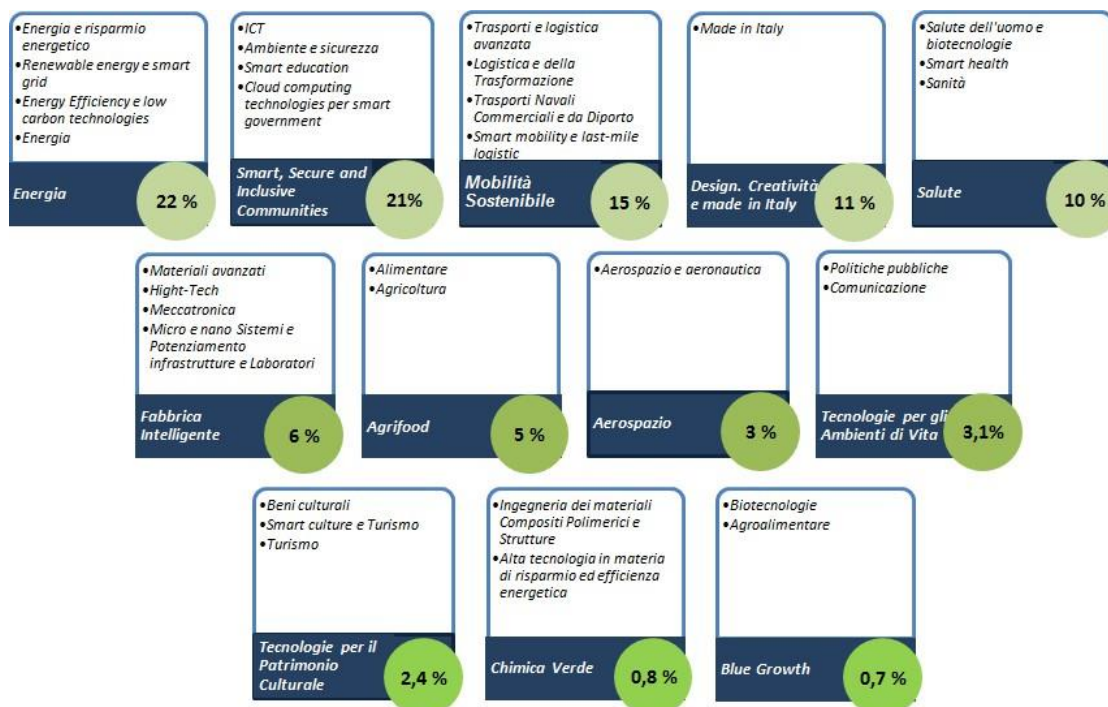 •Energia e risparmio
energetico
•Renewable energy e smart
grid
•Energy Efficiency e low
carbon technologies
•Energia
Energia
22 %
•ICT
•Ambiente e sicurezza
•Smart education
•Cloud computing
technologies per smart
government
Smart, Secure and
Inclusive
Communities
21%
•Trasporti e logistica
avanzata
•Logistica e della
Trasformazione
•Trasporti Navali
Commerciali e da Diporto
•Smart mobility e last-mile
logistic
Mobilità
Sostenibile
15 %
•Made in Italy
Design. Creatività
e made in Italy
11 %
•Salute dell'uomo e
biotecnologie
•Smart health
•Sanità
Salute
10 %
•Materiali avanzati
•Hight-Tech
•Meccatronica
•Micro e nano Sistemi e
Potenziamento
infrastrutture e Laboratori
Fabbrica
Intelligente
6 %
•Alimentare
•Agricoltura
Agrifood
5 %
•Aerospazio e aeronautica
Aerospazio
3 %
•Politiche pubbliche
•Comunicazione
Tecnologie per gli
Ambienti di Vita
3,1%
•Beni culturali
•Smart culture e Turismo
•Turismo
Tecnologie per il
Patrimonio
Culturale
2,4 %
•Ingegneria dei materiali
Compositi Polimerici e
Strutture
•Alta tecnologia in materia
di risparmio ed efficienza
energetica
Chimica Verde
0,8 %
•Biotecnologie
•Agroalimentare
Blue Growth
0,7 %